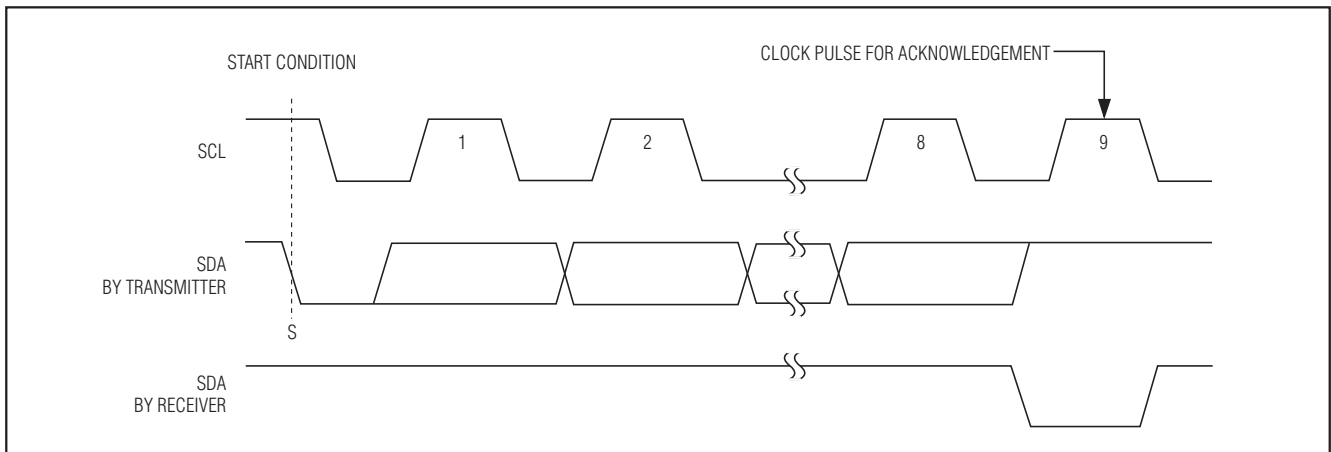 START CONDITION
CLOCK PULSE FOR ACKNOWLEDGEMENT
SCL
1
2
8
9
SDA
BY TRANSMITTER
S
SDA
BY RECEIVER